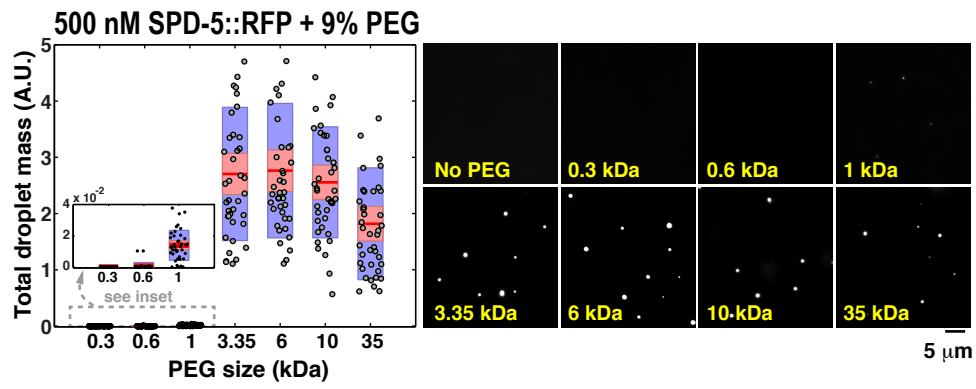 500 nM SPD-5::RFP + 9% PEG
Total droplet mass (A.U.)
5
4
3
2
1
0
x 10⁻²
4
2
0
0.3 0.6 1
see inset
0.3 0.6 1 3.35 6 10 35
PEG size (kDa)
No PEG 0.3 kDa 0.6 kDa 1 kDa
3.35 kDa 6 kDa 10 kDa 35 kDa
5 μm